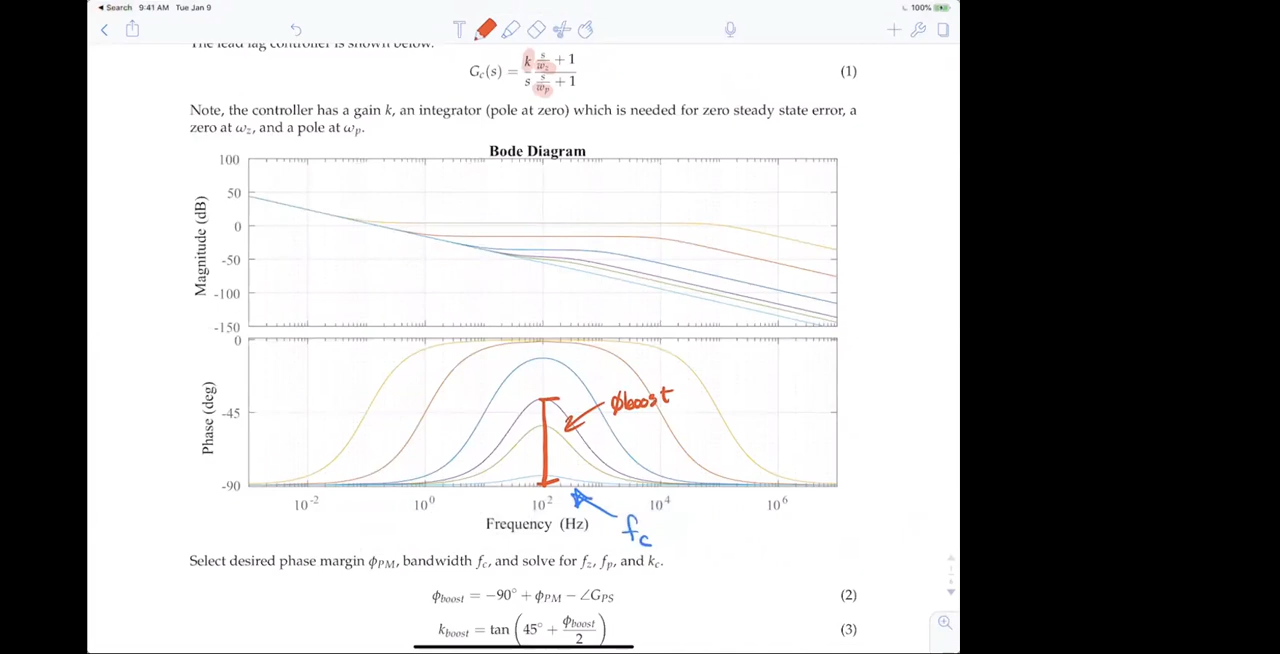 Search 9:41 AM Tue Jan 9 100%
T
The lead lag controller is shown below.
G_c(s) = k/s (s/w_z + 1)/(s/w_p + 1) (1)
Note, the controller has a gain k, an integrator (pole at zero) which is needed for zero steady state error, a
zero at ω_z, and a pole at ω_p.
Bode Diagram
Magnitude (dB)
100
50
0
-50
-100
-150
Phase (deg)
0
-45
-90
ϕboost
10^-2 10^0 10^2 10^4 10^6
Frequency (Hz)
f_c
Select desired phase margin ϕ_PM, bandwidth f_c, and solve for f_z, f_p, and k_c.
ϕ_boost = −90° + ϕ_PM − ∠G_PS (2)
k_boost = tan (45° + ϕ_boost/2) (3)